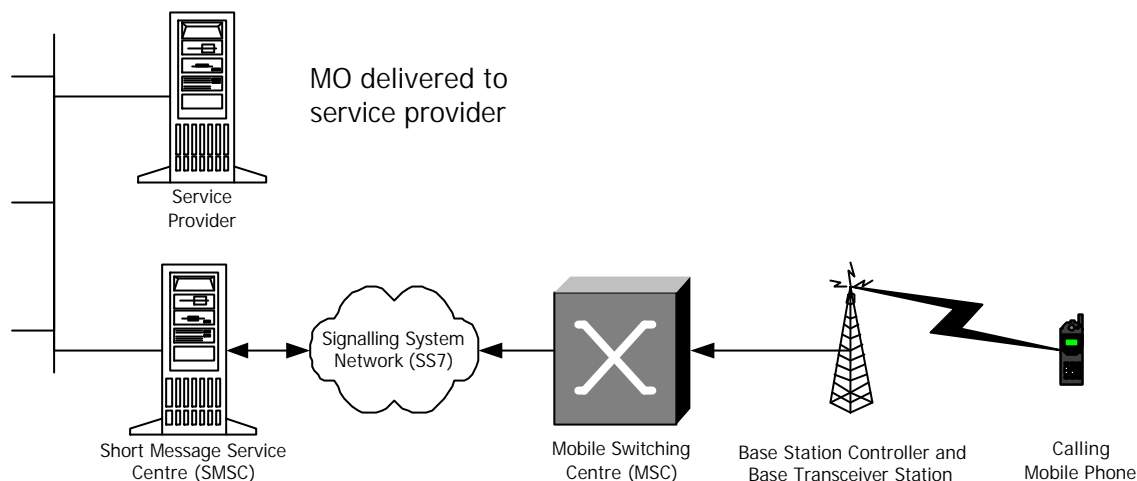 MO delivered to
service provider
Service
Provider
Signalling System
Network (SS7)
Short Message Service
Centre (SMSC)
Mobile Switching
Centre (MSC)
Base Station Controller and
Base Transceiver Station
Calling
Mobile Phone